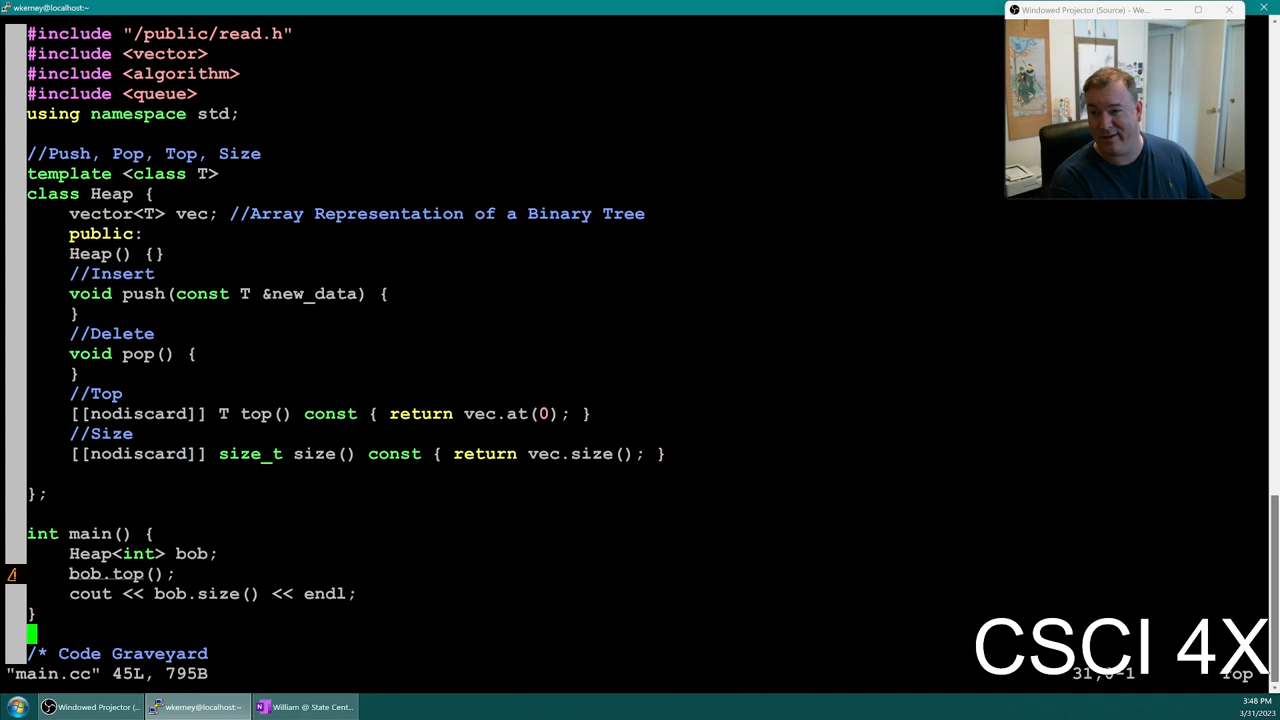 wkerney@localhost:~
Windowed Projector (Source) - We...
#include "/public/read.h"
#include <vector>
#include <algorithm>
#include <queue>
using namespace std;
//Push, Pop, Top, Size
template <class T>
class Heap {
vector<T> vec; //Array Representation of a Binary Tree
public:
Heap() {}
//Insert
void push(const T &new_data) {
}
//Delete
void pop() {
}
//Top
[[nodiscard]] T top() const { return vec.at(0); }
//Size
[[nodiscard]] size_t size() const { return vec.size(); }
};
int main() {
Heap<int> bob;
bob.top();
cout << bob.size() << endl;
}
/* Code Graveyard
"main.cc" 45L, 795B
31,0-1
Top
CSCI 4X
Windowed Projector (...
wkerney@localhost:~
William @ State Cent...
3:48 PM
3/31/2023